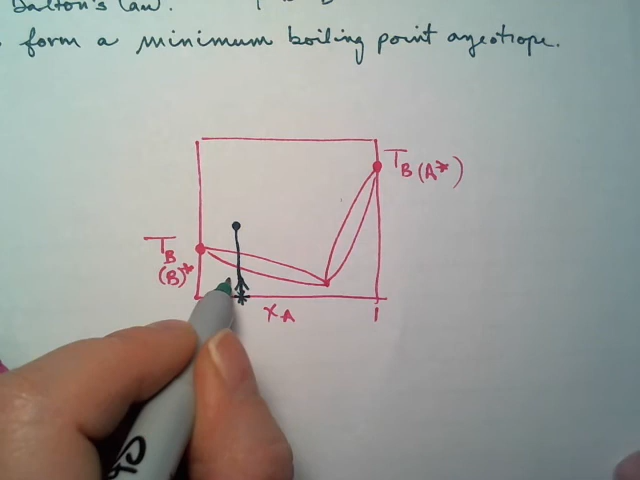 Dalton's Law.
form a minimum boiling point azeotrope.
T_B(A*)
T_B
(B)*
X_A
1